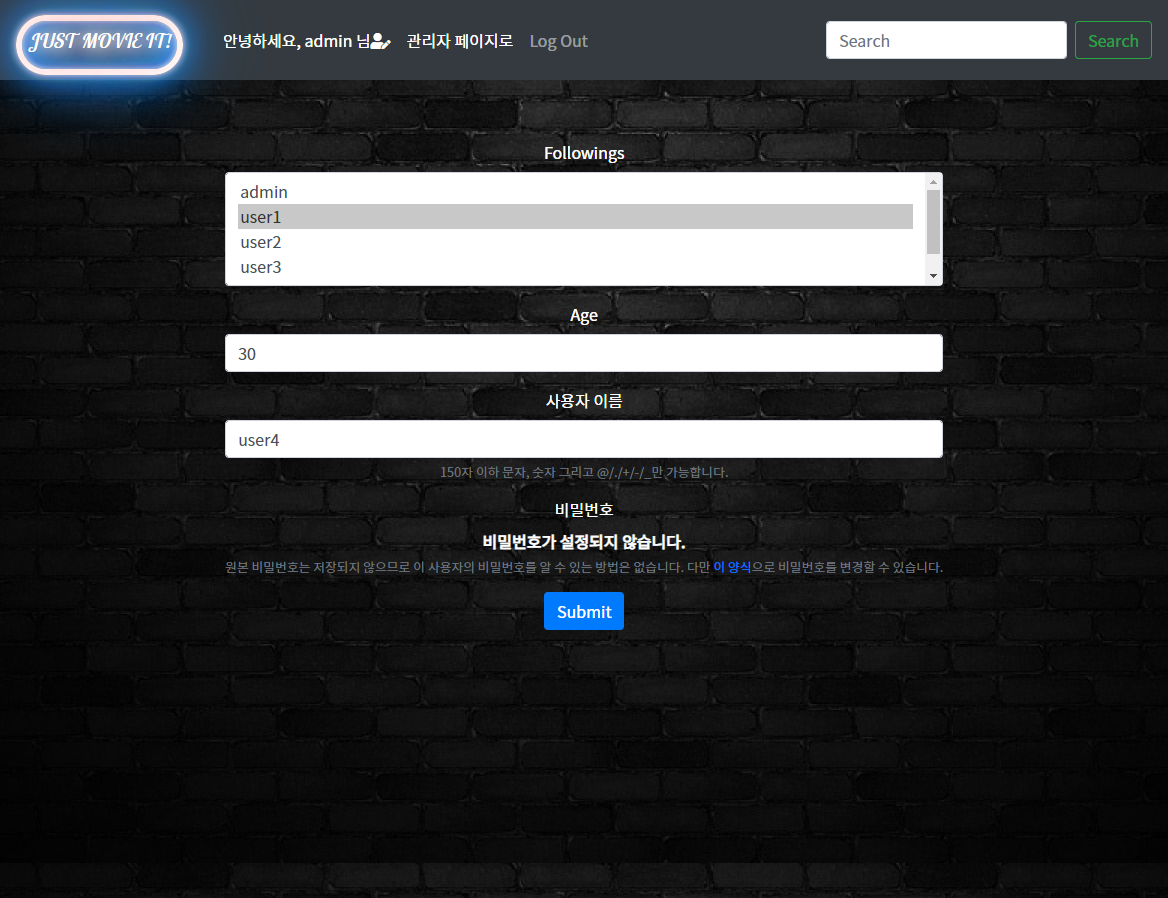 JUST MOVIE IT!
안녕하세요, admin 님
관리자 페이지로
Log Out
Search
Search
Followings
admin
user1
user2
user3
Age
30
사용자 이름
user4
150자 이하 문자, 숫자 그리고 @/./+/-/_만 가능합니다.
비밀번호
비밀번호가 설정되지 않습니다.
원본 비밀번호는 저장되지 않으므로 이 사용자의 비밀번호를 알 수 있는 방법은 없습니다. 다만 이 양식으로 비밀번호를 변경할 수 있습니다.
Submit